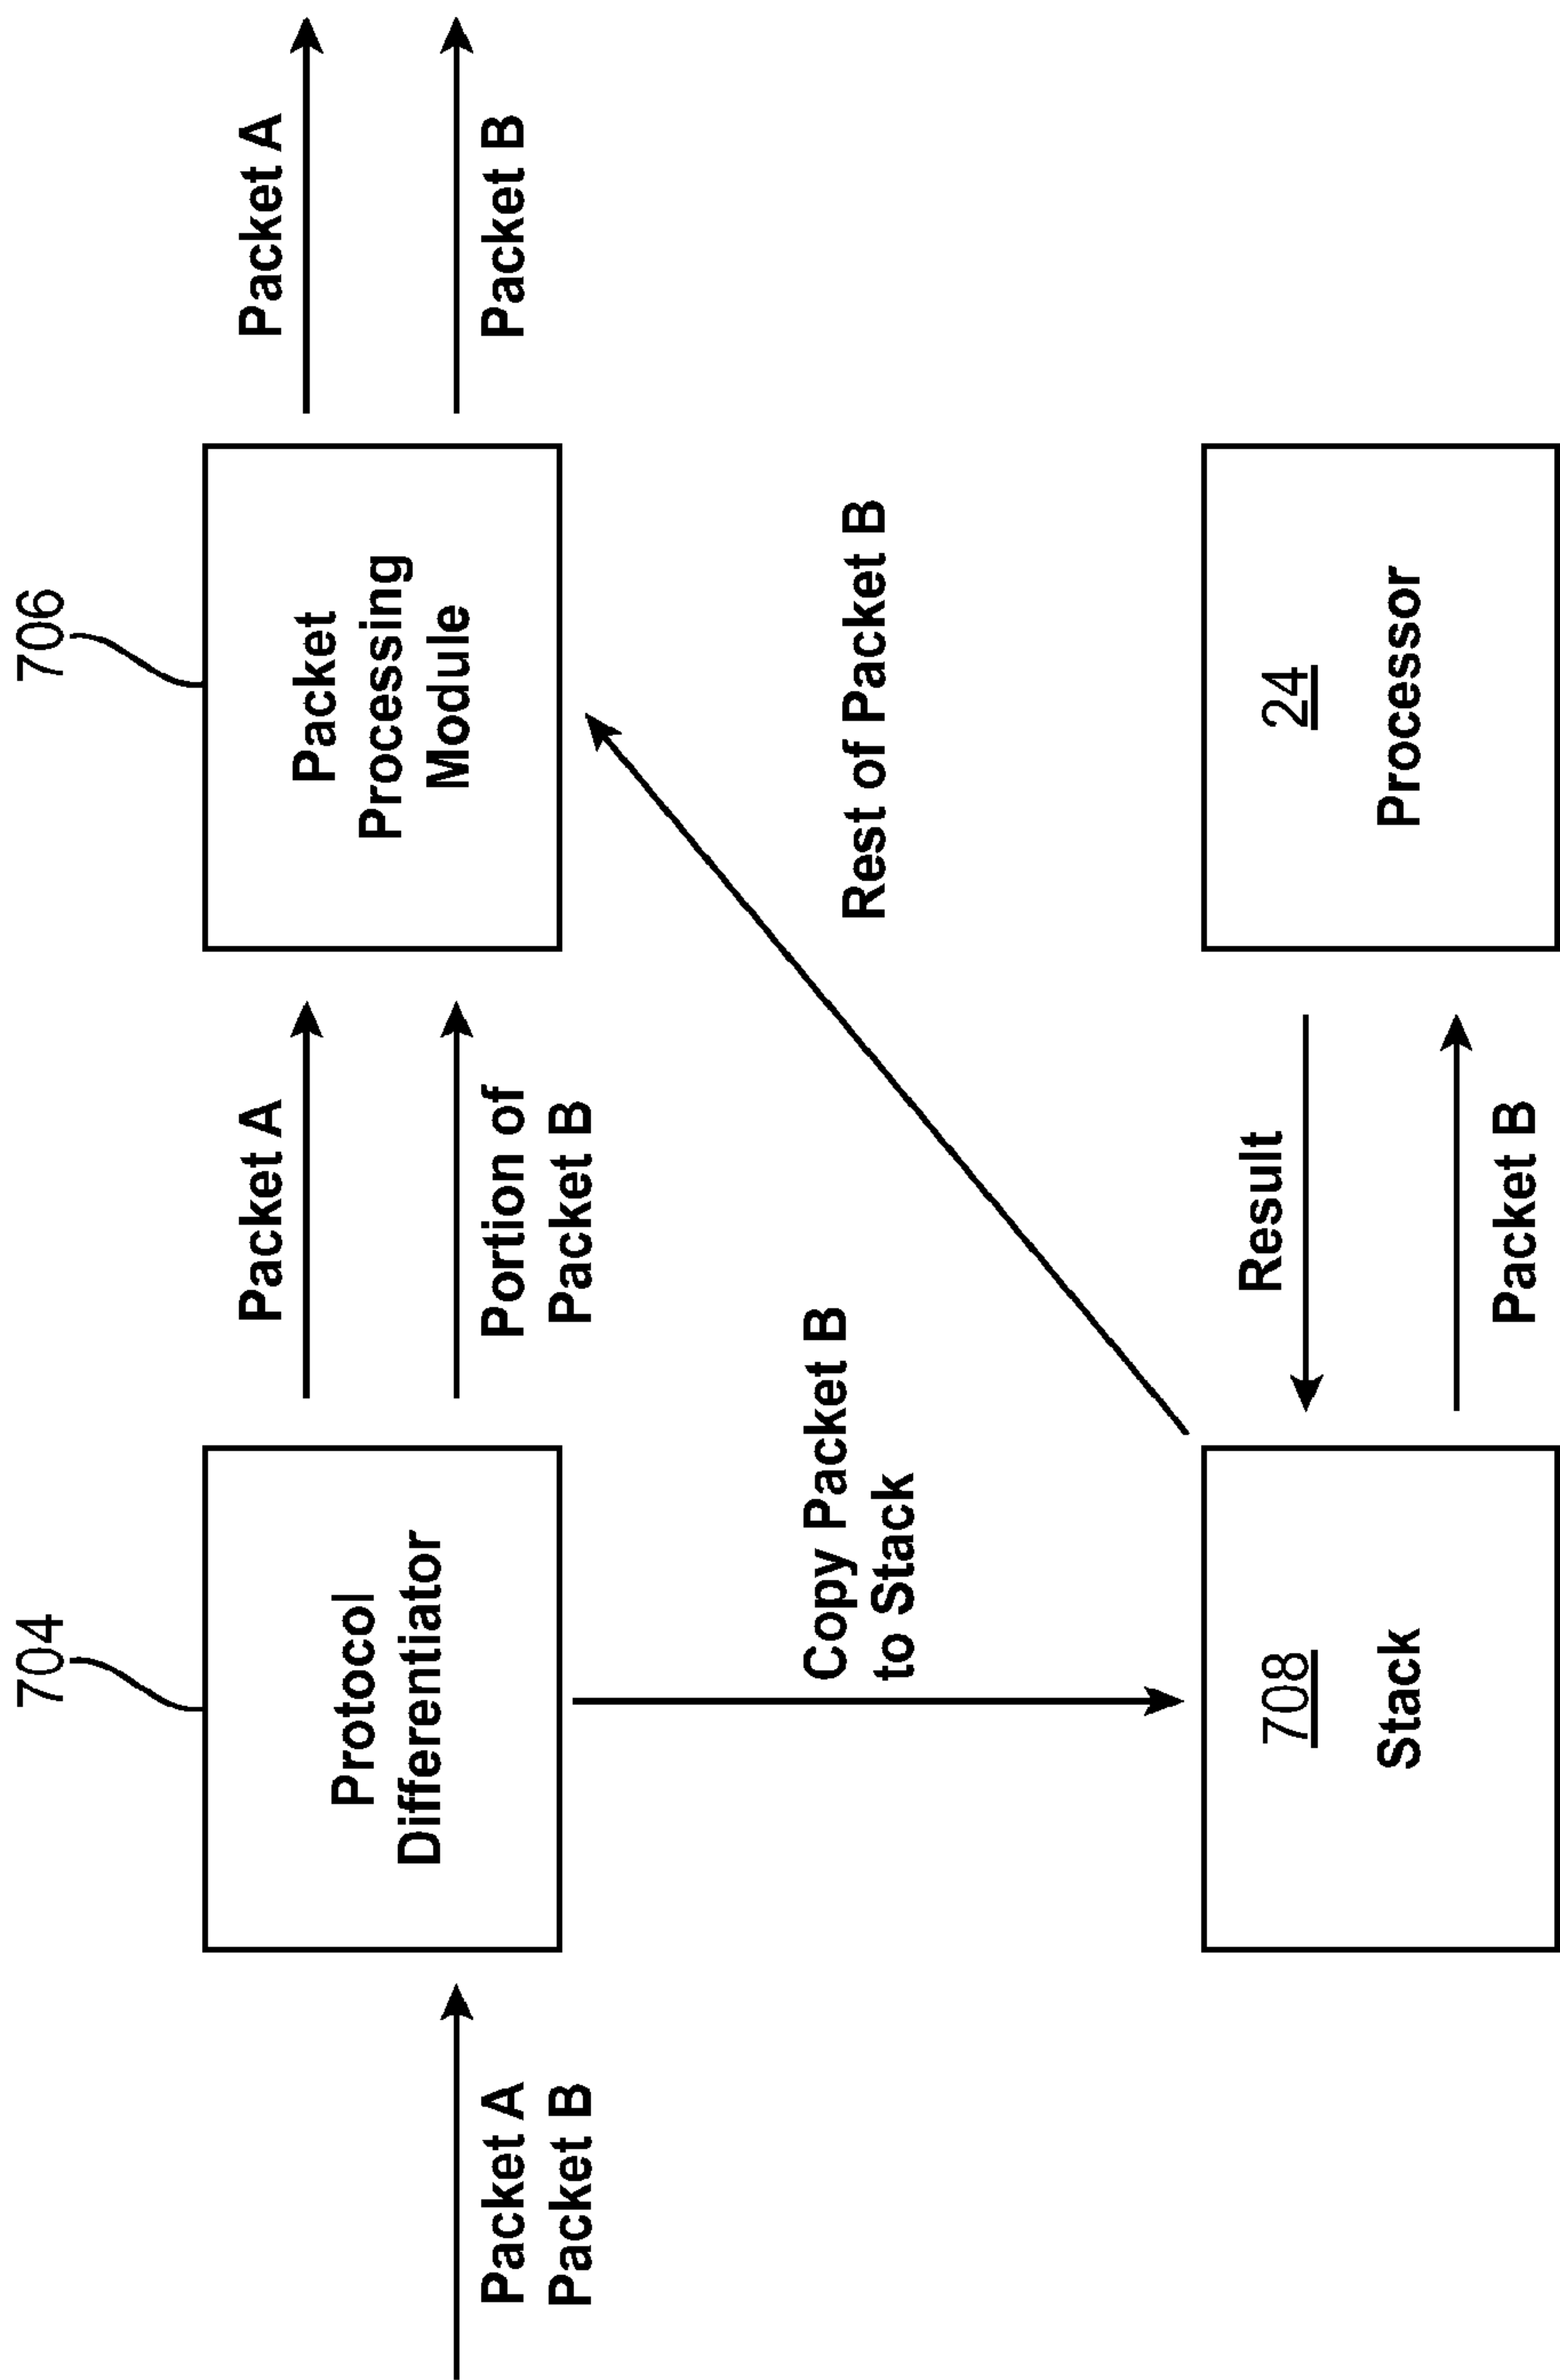 704
706
Packet A
Packet B
Protocol
Differentiator
Packet A
Portion of
Packet B
Packet
Processing
Module
Packet A
Packet B
Copy Packet B
to Stack
Rest of Packet B
708
Stack
Result
Packet B
24
Processor